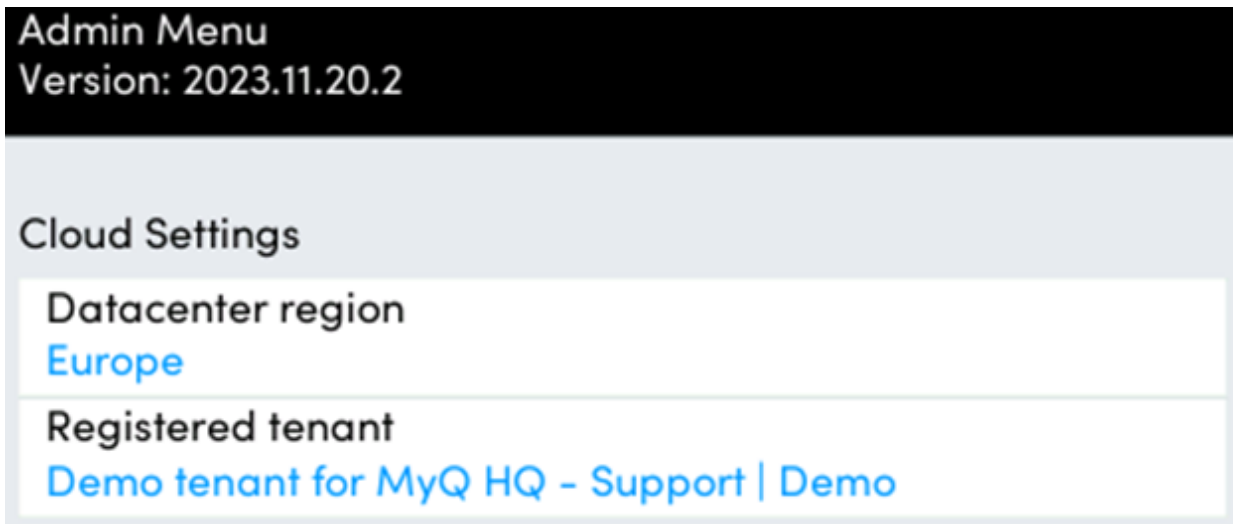 Admin Menu
Version: 2023.11.20.2
Cloud Settings
Datacenter region
Europe
Registered tenant
Demo tenant for MyQ HQ - Support | Demo